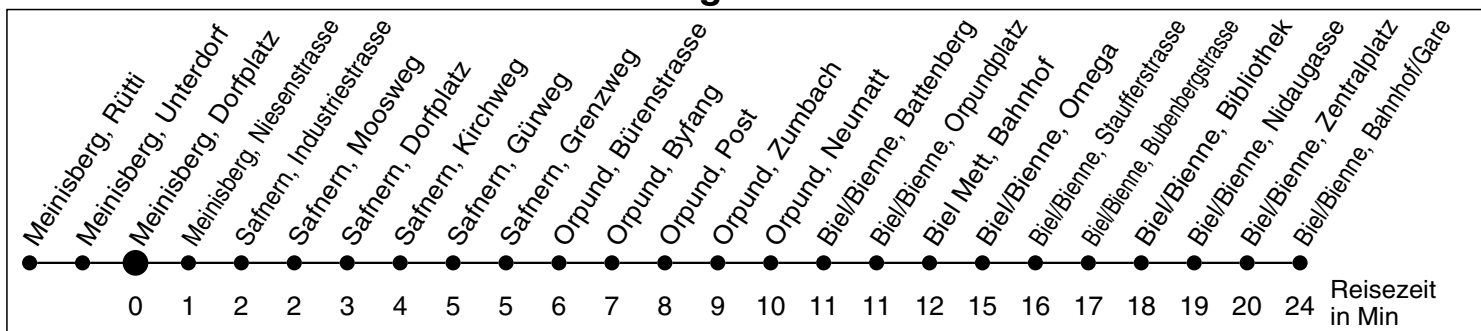 Meinisberg, Rütti
Meinisberg, Unterdorf
Meinisberg, Dorfplatz
Meinisberg, Niesenstrasse
Safnern, Industriestrasse
Safnern, Moosweg
Safnern, Dorfplatz
Safnern, Kirchweg
Safnern, Gürweg
Safnern, Grenzweg
Orpund, Bürenstrasse
Orpund, Byfang
Orpund, Post
Orpund, Zumbach
Orpund, Neumatt
Biel/Bienne, Battenberg
Biel/Bienne, Orpundplatz
Biel Mett, Bahnhof
Biel/Bienne, Omega
Biel/Bienne, Staufferstrasse
Biel/Bienne, Bubenbergstrasse
Biel/Bienne, Bibliothek
Biel/Bienne, Nidaugasse
Biel/Bienne, Zentralplatz
Biel/Bienne, Bahnhof/Gare
0 1 2 2 3 4 5 5 6 7 8 9 10 11 11 12 15 16 17 18 19 20 24
Reisezeit
in Min